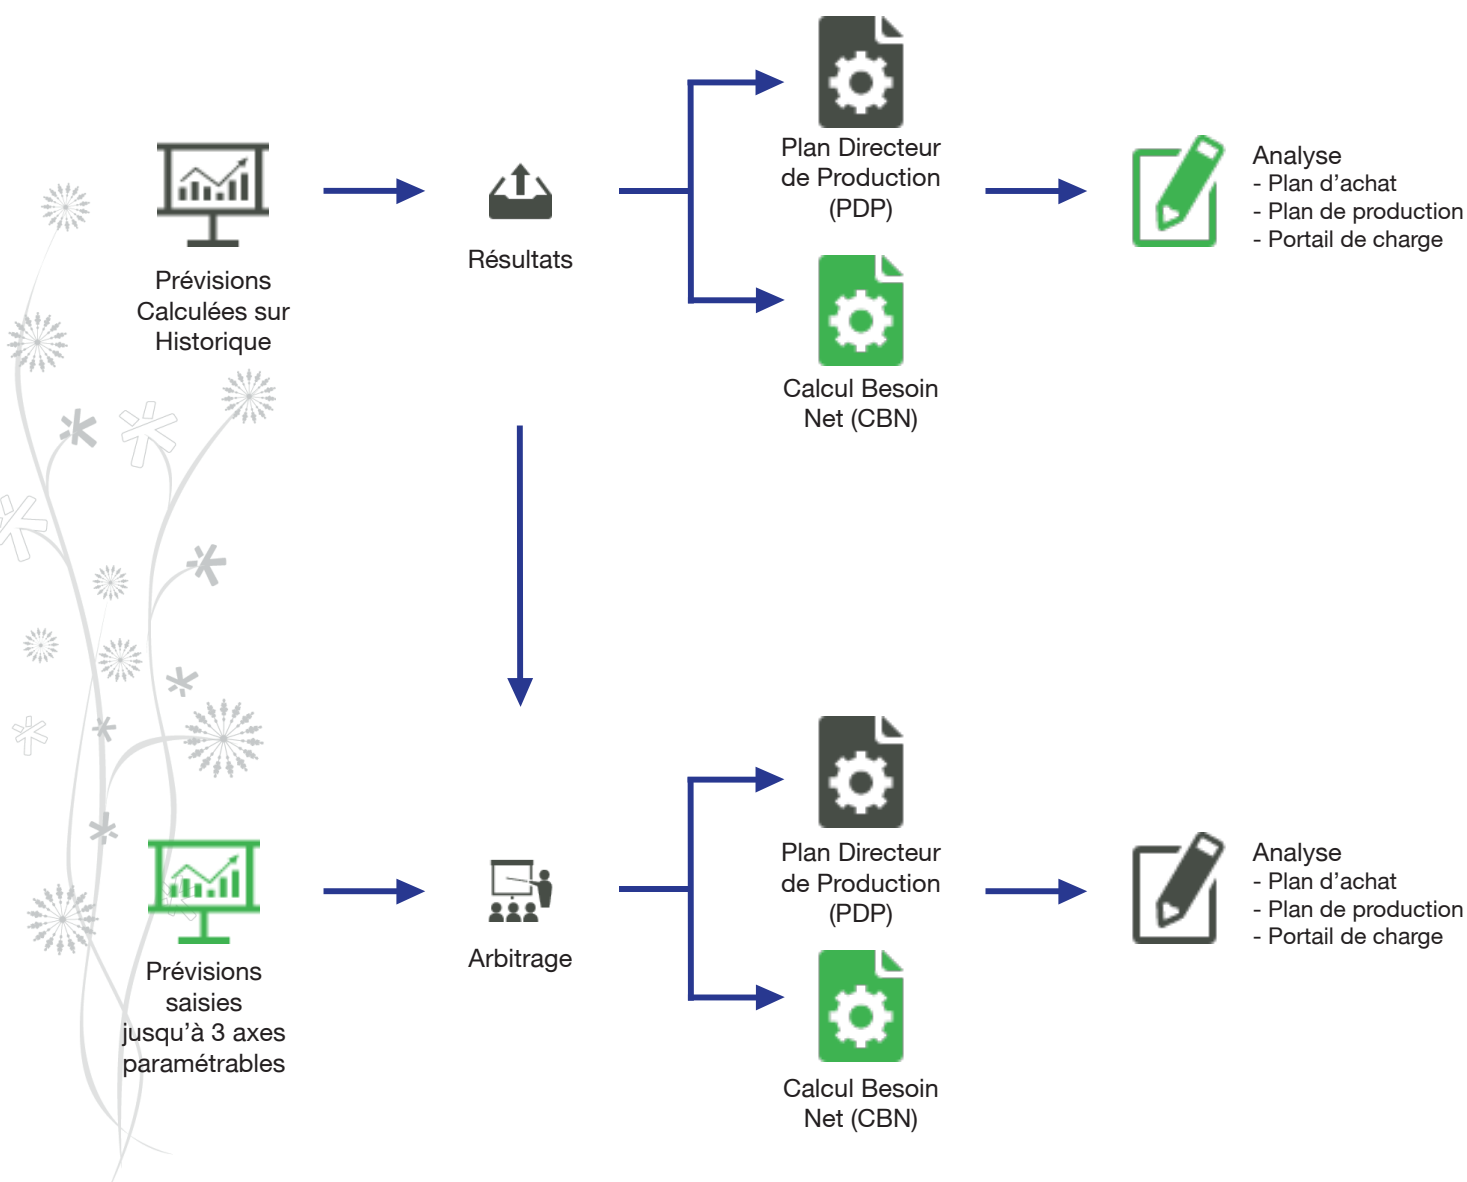 Prévisions
Calculées sur
Historique
Résultats
Plan Directeur
de Production
(PDP)
Calcul Besoin
Net (CBN)
Analyse
- Plan d’achat
- Plan de production
- Portail de charge
Prévisions
saisies
jusqu’à 3 axes
paramétrables
Arbitrage
Plan Directeur
de Production
(PDP)
Calcul Besoin
Net (CBN)
Analyse
- Plan d’achat
- Plan de production
- Portail de charge